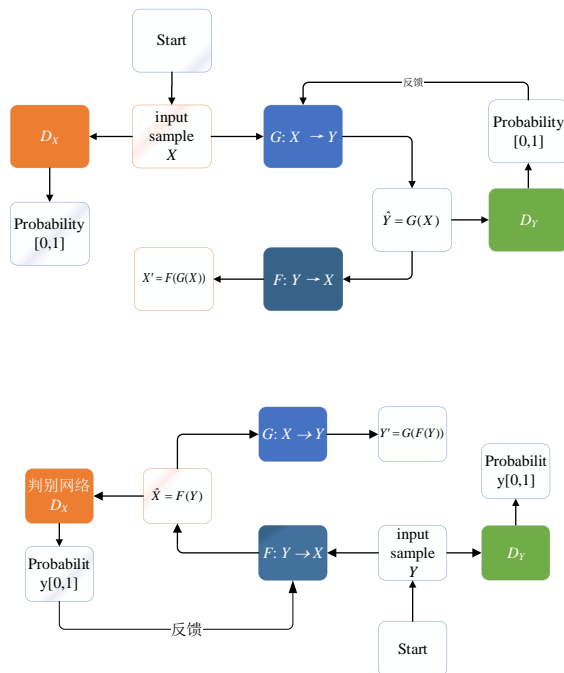 Start
反馈
D_X
input
sample
X
G: X → Y
Probability
[0,1]
Probability
[0,1]
Ŷ = G(X)
D_Y
X' = F(G(X))
F: Y → X
G: X → Y
Y' = G(F(Y))
Probabilit
y[0,1]
判别网络
D_X
X̂ = F(Y)
F: Y → X
input
sample
Y
D_Y
Probabilit
y[0,1]
反馈
Start